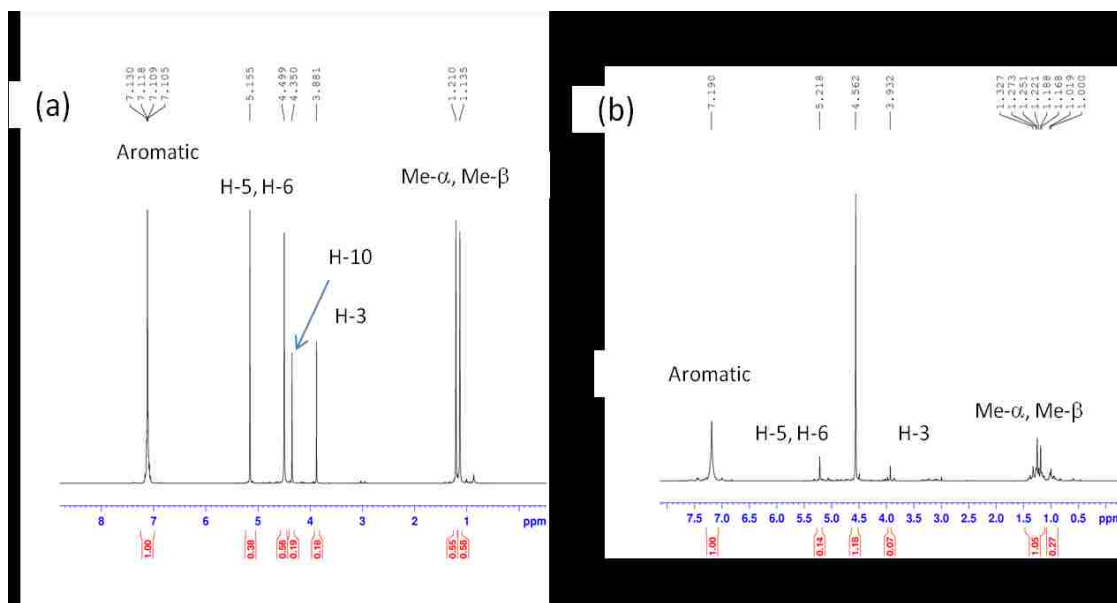 7.130
7.118
7.109
7.105
5.155
4.499
4.350
3.881
1.210
1.135
(a)
Aromatic
H-5, H-6
Me-α, Me-β
H-10
H-3
8 7 6 5 4 3 2 1 ppm
1.00
0.38
0.56
0.19
0.18
0.65
0.58
7.190
5.218
4.562
3.932
1.327
1.273
1.251
1.221
1.188
1.168
1.019
1.000
(b)
Aromatic
H-5, H-6
H-3
Me-α, Me-β
7.5 7.0 6.5 6.0 5.5 5.0 4.5 4.0 3.5 3.0 2.5 2.0 1.5 1.0 0.5 ppm
1.00
0.14
1.18
0.07
1.05
0.27